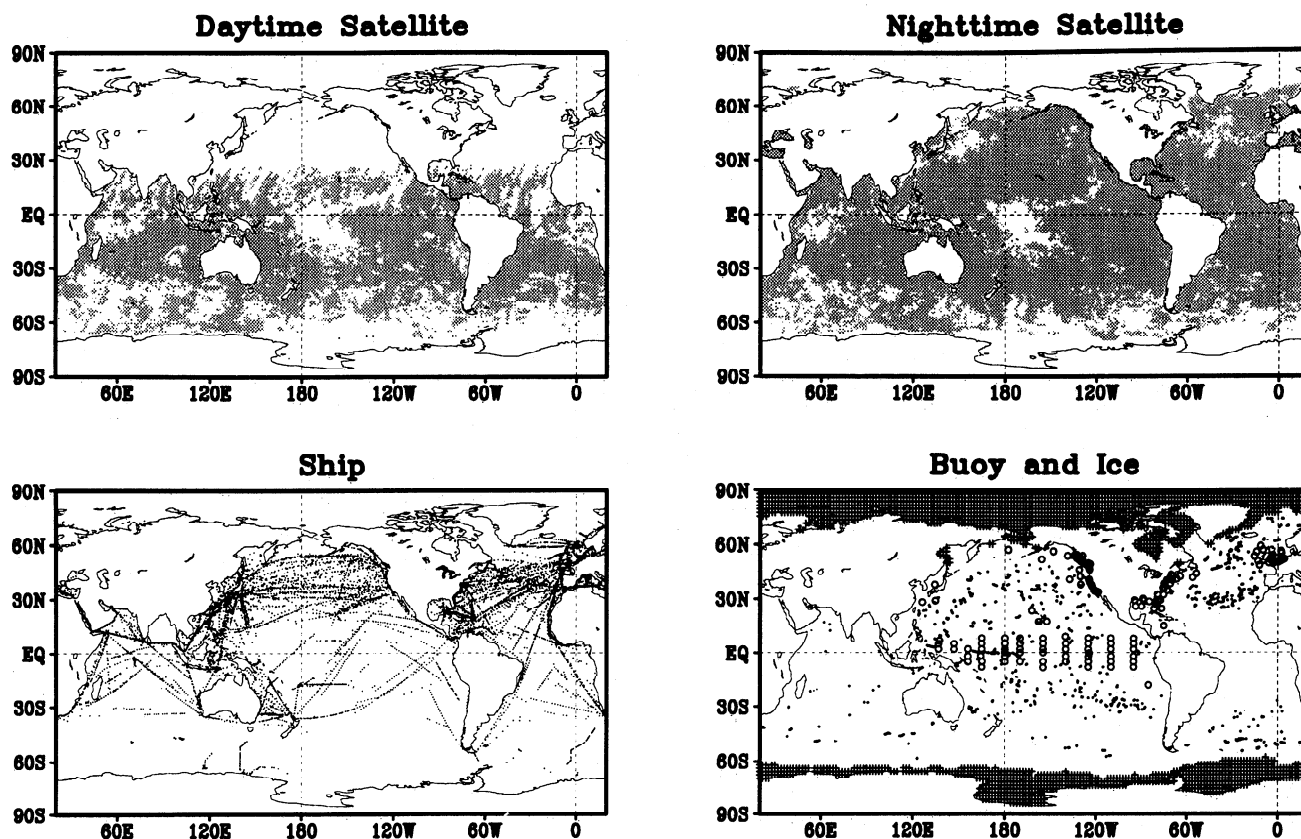 Daytime Satellite
90N
60N
30N
EQ
30S
60S
90S
60E 120E 180 120W 60W 0
Nighttime Satellite
90N
60N
30N
EQ
30S
60S
90S
60E 120E 180 120W 60W 0
Ship
90N
60N
30N
EQ
30S
60S
90S
60E 120E 180 120W 60W 0
Buoy and Ice
90N
60N
30N
EQ
30S
60S
90S
60E 120E 180 120W 60W 0